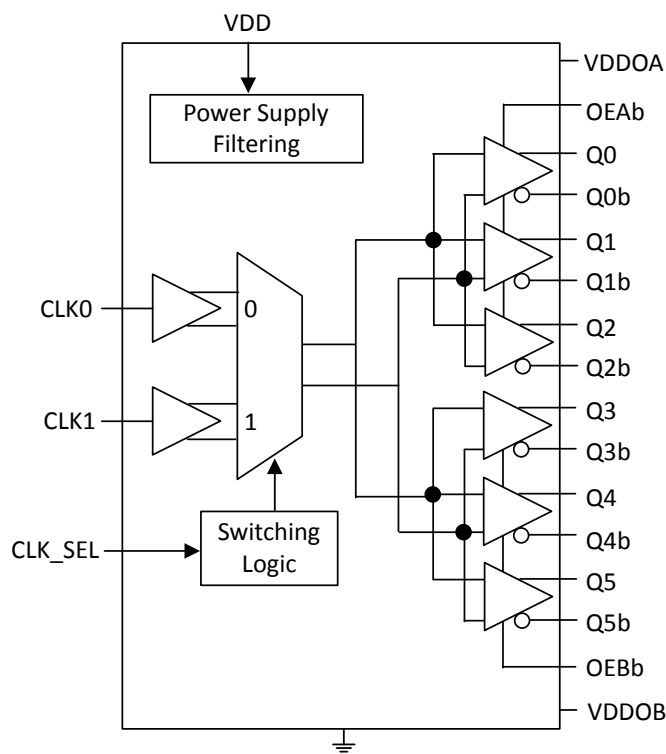 VDD
VDDOA
Power Supply
Filtering
OEAb
Q0
Q0b
Q1
Q1b
CLK0
0
Q2
Q2b
CLK1
1
Q3
Q3b
Q4
Q4b
CLK_SEL
Switching
Logic
Q5
Q5b
OEBb
VDDOB